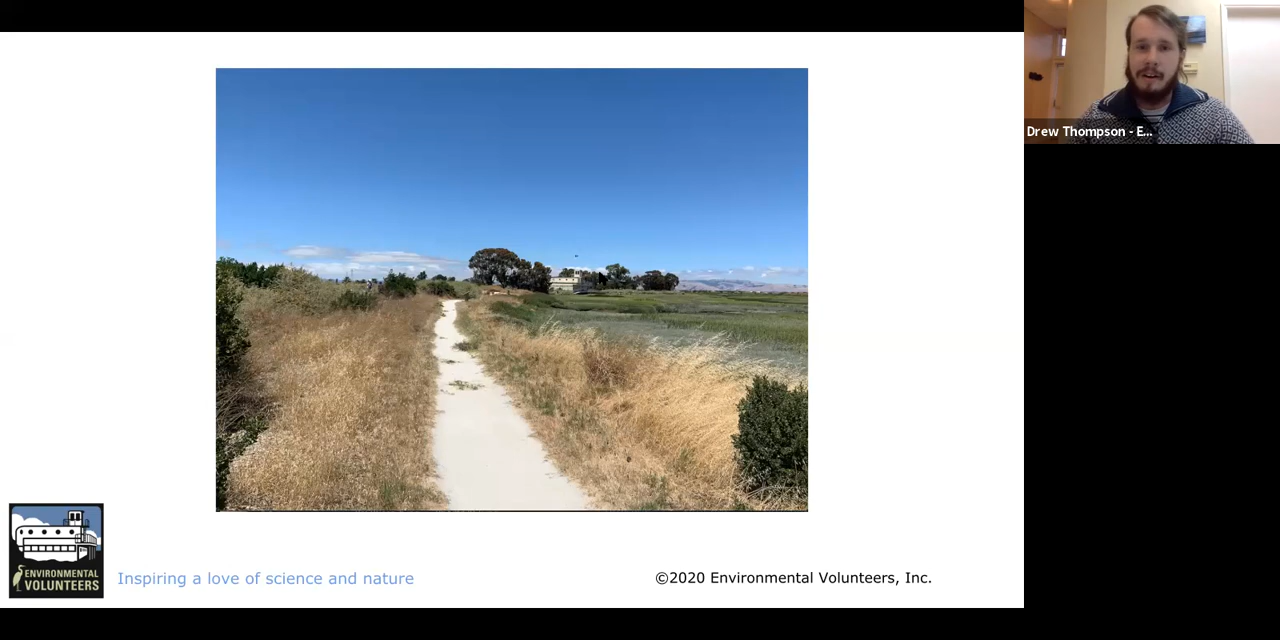 Drew Thompson - E...
ENVIRONMENTAL
VOLUNTEERS
Inspiring a love of science and nature
©2020 Environmental Volunteers, Inc.